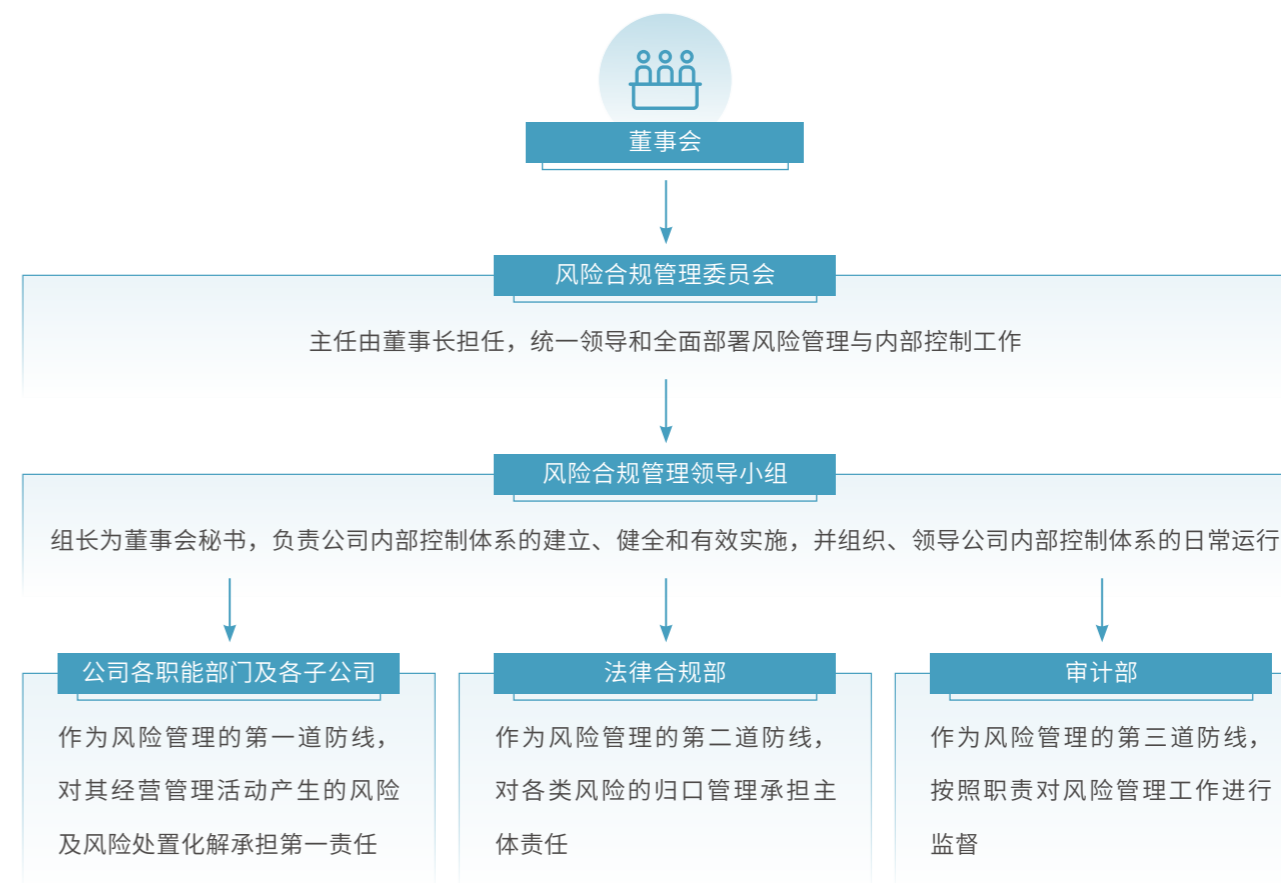 董事会
风险合规管理委员会
主任由董事长担任，统一领导和全面部署风险管理与内部控制工作
风险合规管理领导小组
组长为董事会秘书，负责公司内部控制体系的建立、健全和有效实施，并组织、领导公司内部控制体系的日常运行
公司各职能部门及各子公司
作为风险管理的第一道防线，
对其经营管理活动产生的风险
及风险处置化解承担第一责任
法律合规部
作为风险管理的第二道防线，
对各类风险的归口管理承担主
体责任
审计部
作为风险管理的第三道防线，
按照职责对风险管理工作进行
监督